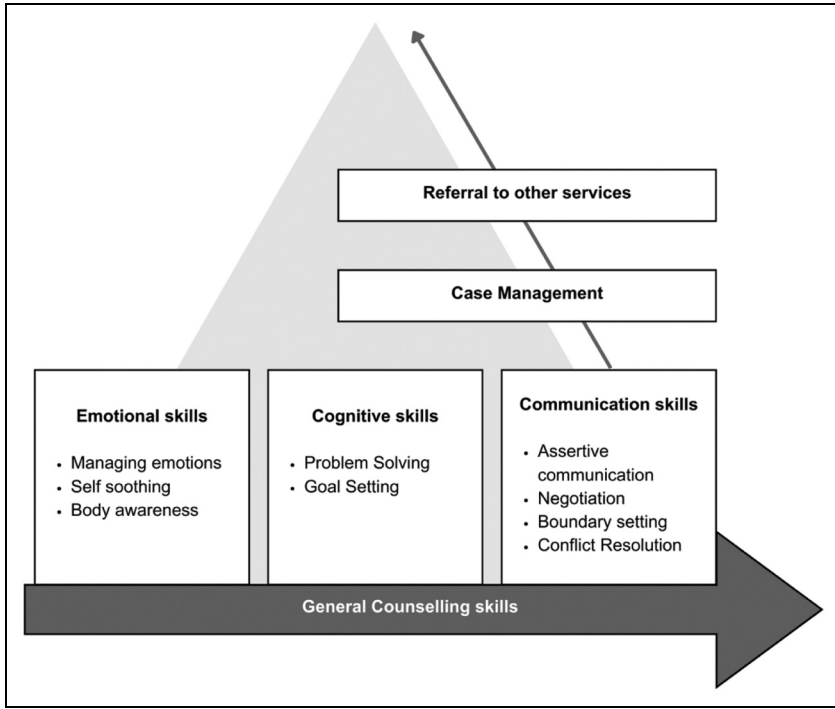 Referral to other services
Case Management
Emotional skills
• Managing emotions
• Self soothing
• Body awareness
Cognitive skills
• Problem Solving
• Goal Setting
Communication skills
• Assertive
communication
• Negotiation
• Boundary setting
• Conflict Resolution
General Counselling skills